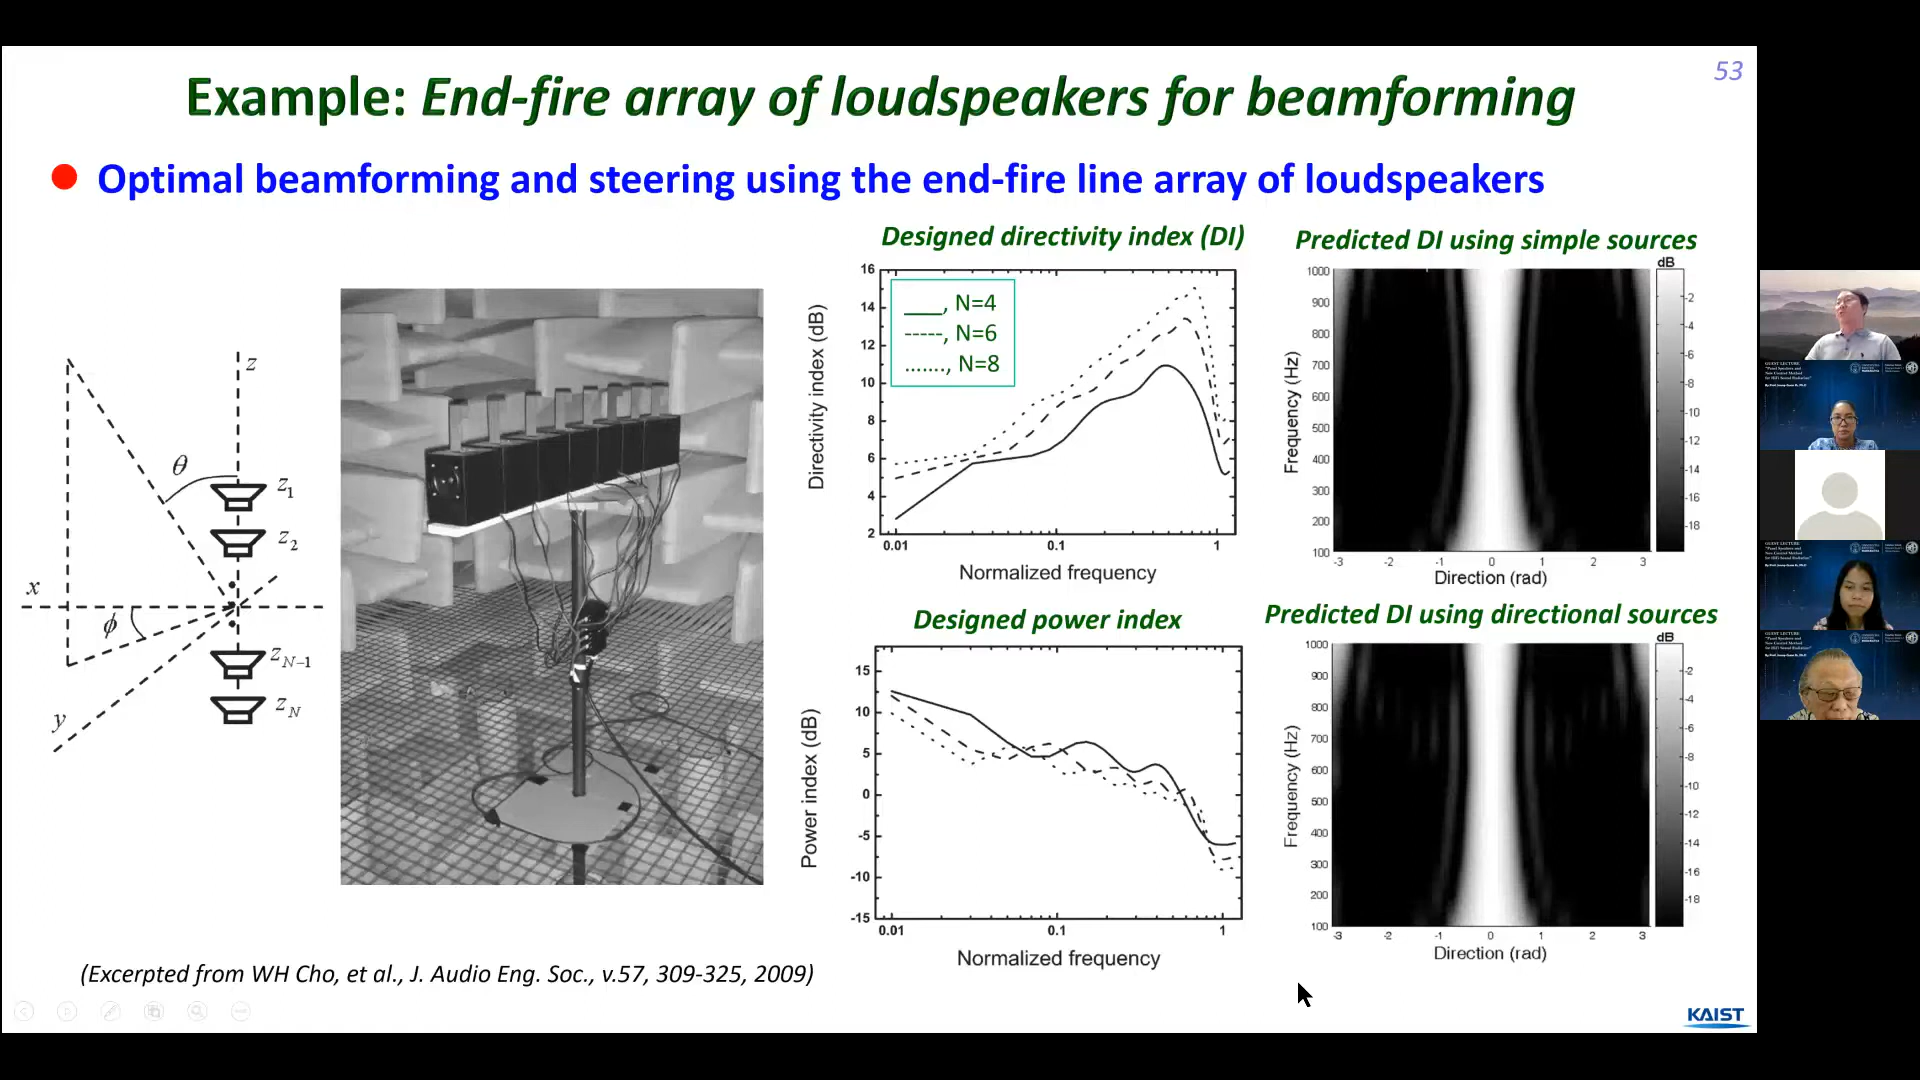 53
Example: End-fire array of loudspeakers for beamforming
Optimal beamforming and steering using the end-fire line array of loudspeakers
z
θ
z1
z2
x
ϕ
zN−1
zN
y
Designed directivity index (DI)
Directivity index (dB)
16
14
12
10
8
6
4
2
____, N=4
-----, N=6
......., N=8
0.01
0.1
1
Normalized frequency
Predicted DI using simple sources
dB
Frequency (Hz)
1000
900
800
700
600
500
400
300
200
100
-2
-4
-6
-8
-10
-12
-14
-16
-18
-3
-2
-1
0
1
2
3
Direction (rad)
Designed power index
Power index (dB)
15
10
5
0
-5
-10
-15
0.01
0.1
1
Normalized frequency
Predicted DI using directional sources
dB
Frequency (Hz)
1000
900
800
700
600
500
400
300
200
100
-2
-4
-6
-8
-10
-12
-14
-16
-18
-3
-2
-1
0
1
2
3
Direction (rad)
(Excerpted from WH Cho, et al., J. Audio Eng. Soc., v.57, 309-325, 2009)
KAIST
GUEST LECTURE
GUEST LECTURE
GUEST LECTURE